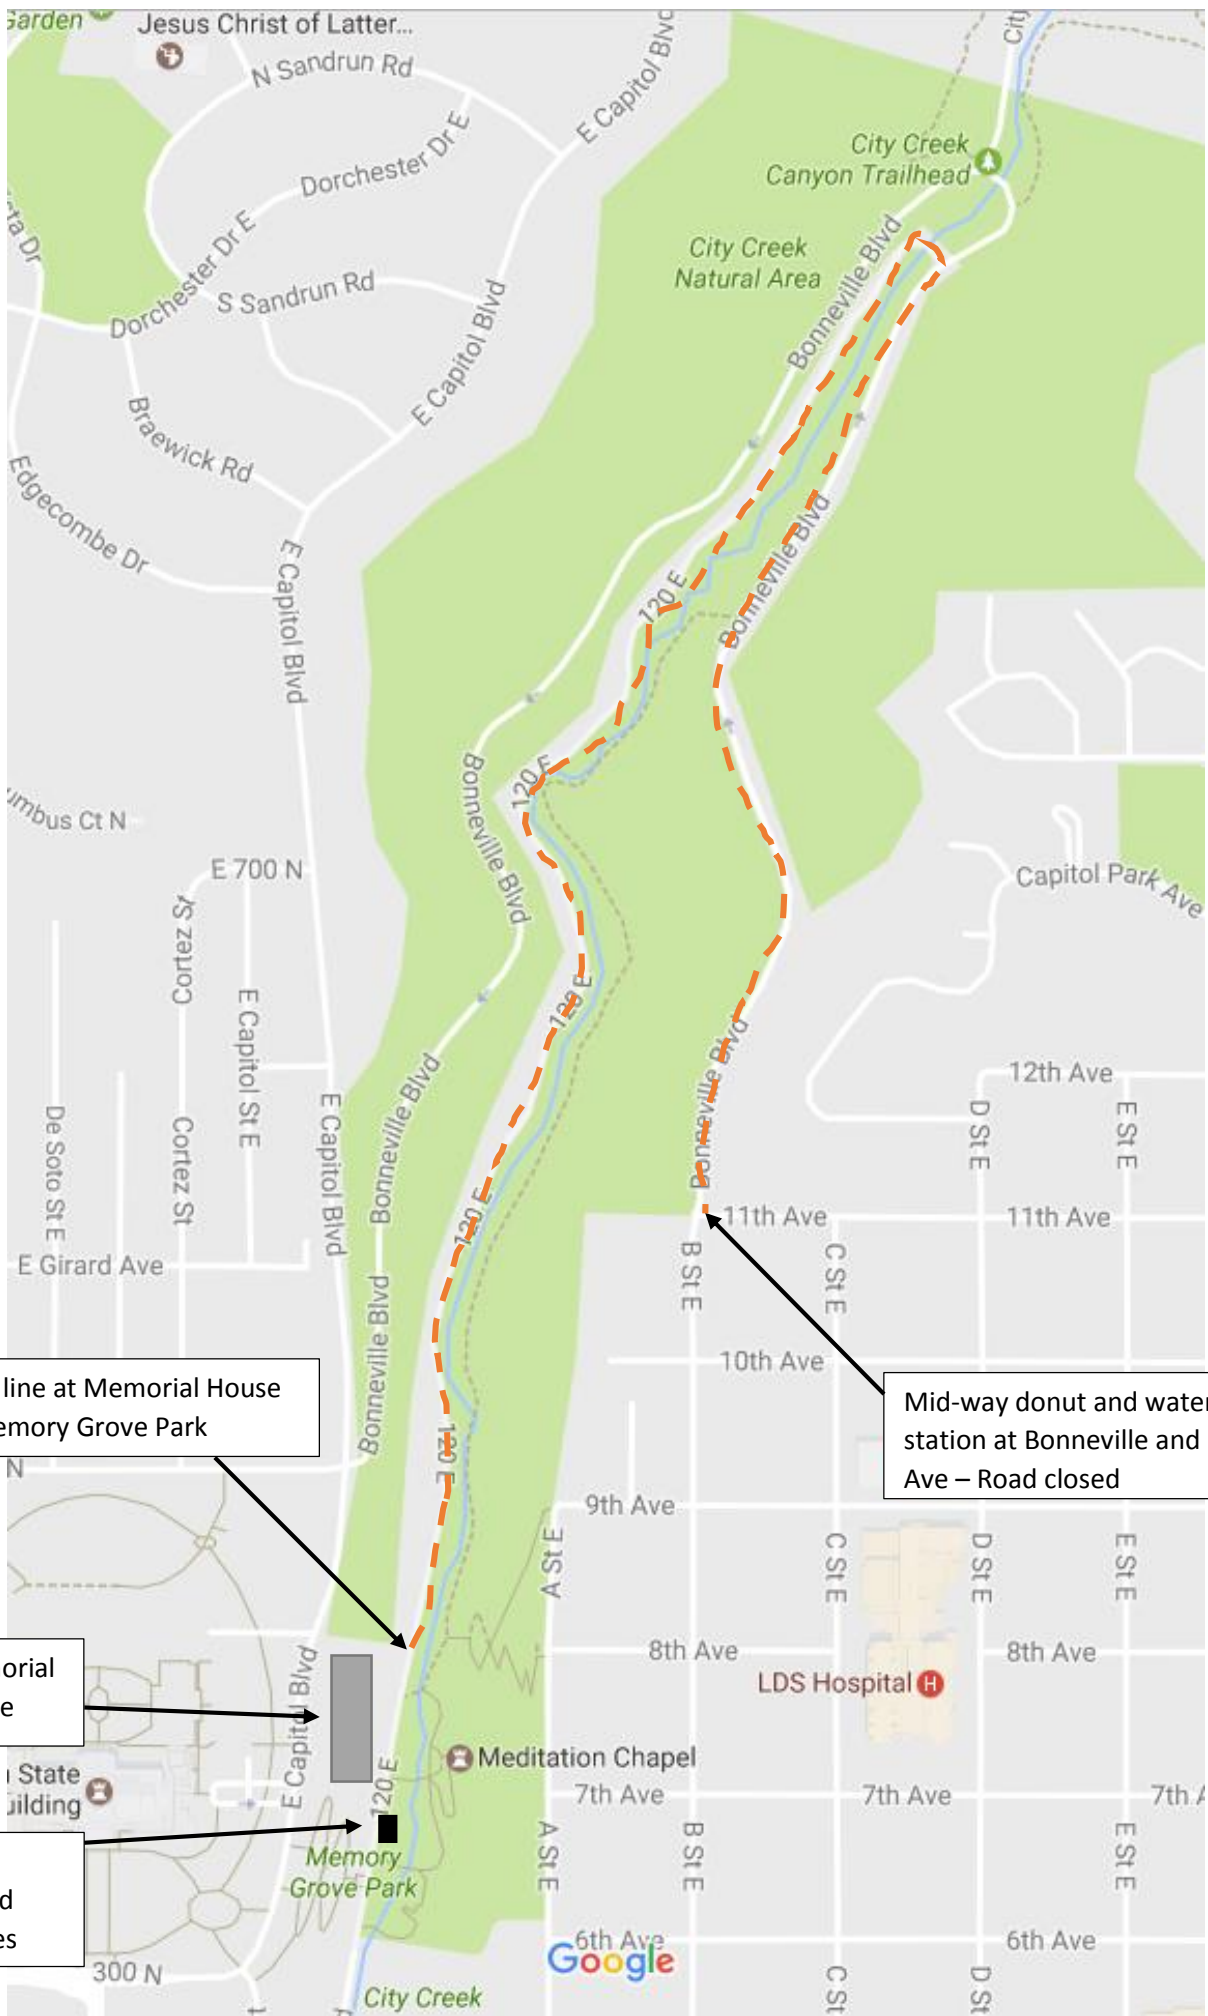 Garden
Jesus Christ of Latter...
N Sandrun Rd
E Capitol Blvd
City
Dorchester Dr E
City Creek
Canyon Trailhead
Dorchester Dr E
S Sandrun Rd
City Creek
Natural Area
Bonneville Blvd
E Capitol Blvd
Braewick Rd
Edgecombe Dr
E Capitol Blvd
Bonneville Blvd
120 E
120 E
Bonneville Blvd
umbus Ct N
E 700 N
Capitol Park Ave
Cortez St
E Capitol St E
120 E
Bonneville Blvd
Bonneville Blvd
12th Ave
De Soto St E
Cortez St
E Capitol Blvd
D St E
E St E
120 E
11th Ave
11th Ave
E Girard Ave
B St E
C St E
Bonneville Blvd
10th Ave
line at Memorial House
emory Grove Park
Mid-way donut and water
station at Bonneville and
Ave – Road closed
120 E
N
9th Ave
A St E
C St E
D St E
E St E
8th Ave
8th Ave
orial
e
E Capitol Blvd
LDS Hospital
H
Meditation Chapel
State
uilding
120 E
7th Ave
7th Ave
7th A
d
es
Memory
Grove Park
A St E
B St E
E St E
6th Ave
6th Ave
Google
300 N
City Creek
C St
D St